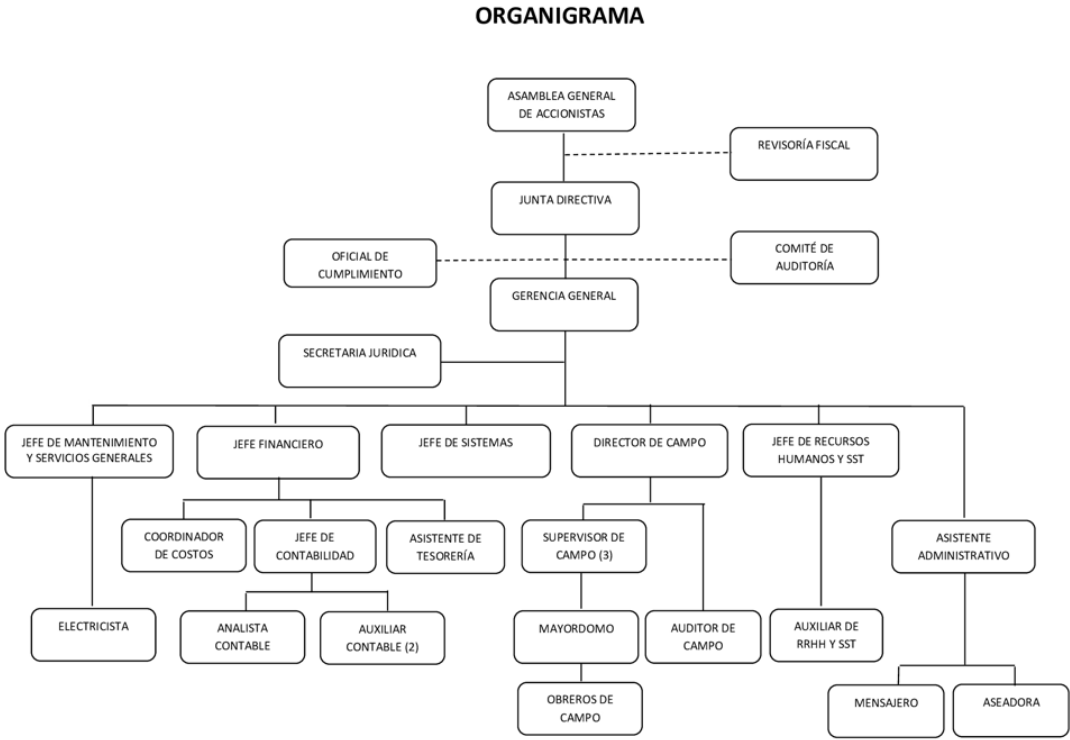 ORGANIGRAMA
ASAMBLEA GENERAL
DE ACCIONISTAS
REVISORÍA FISCAL
JUNTA DIRECTIVA
OFICIAL DE
CUMPLIMIENTO
COMITÉ DE
AUDITORÍA
GERENCIA GENERAL
SECRETARIA JURIDICA
JEFE DE MANTENIMIENTO
Y SERVICIOS GENERALES
JEFE FINANCIERO
JEFE DE SISTEMAS
DIRECTOR DE CAMPO
JEFE DE RECURSOS
HUMANOS Y SST
COORDINADOR
DE COSTOS
JEFE DE
CONTABILIDAD
ASISTENTE DE
TESORERÍA
SUPERVISOR DE
CAMPO (3)
ASISTENTE
ADMINISTRATIVO
ELECTRICISTA
ANALISTA
CONTABLE
AUXILIAR
CONTABLE (2)
MAYORDOMO
AUDITOR DE
CAMPO
AUXILIAR DE
RRHH Y SST
OBREROS DE
CAMPO
MENSAJERO
ASEADORA